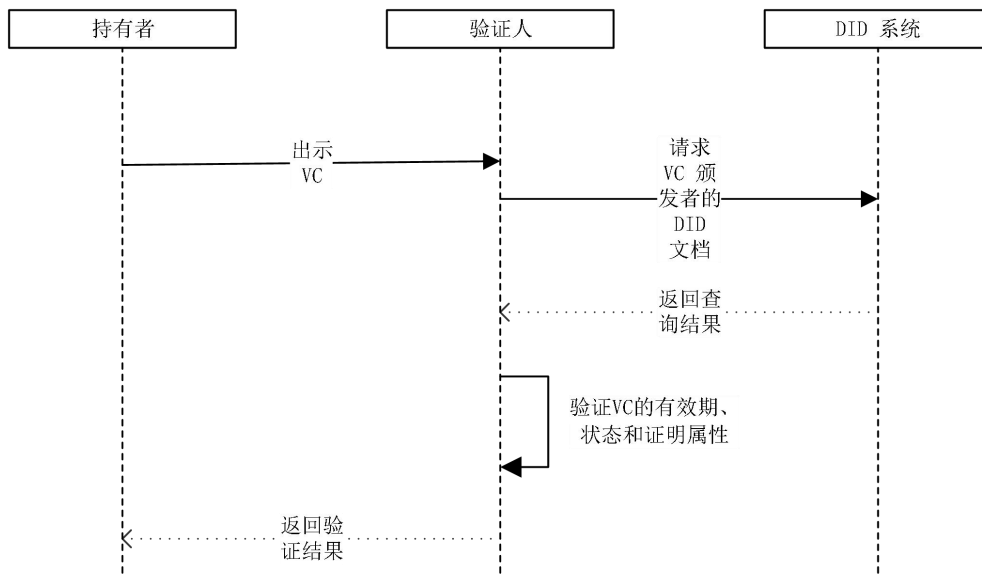 持有者
验证人
DID 系统
出示
VC
请求
VC 颁
发者的
DID
文档
返回查
询结果
验证VC的有效期、
状态和证明属性
返回验
证结果